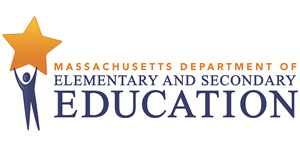 MASSACHUSETTS DEPARTMENT OF
ELEMENTARY AND SECONDARY
EDUCATION